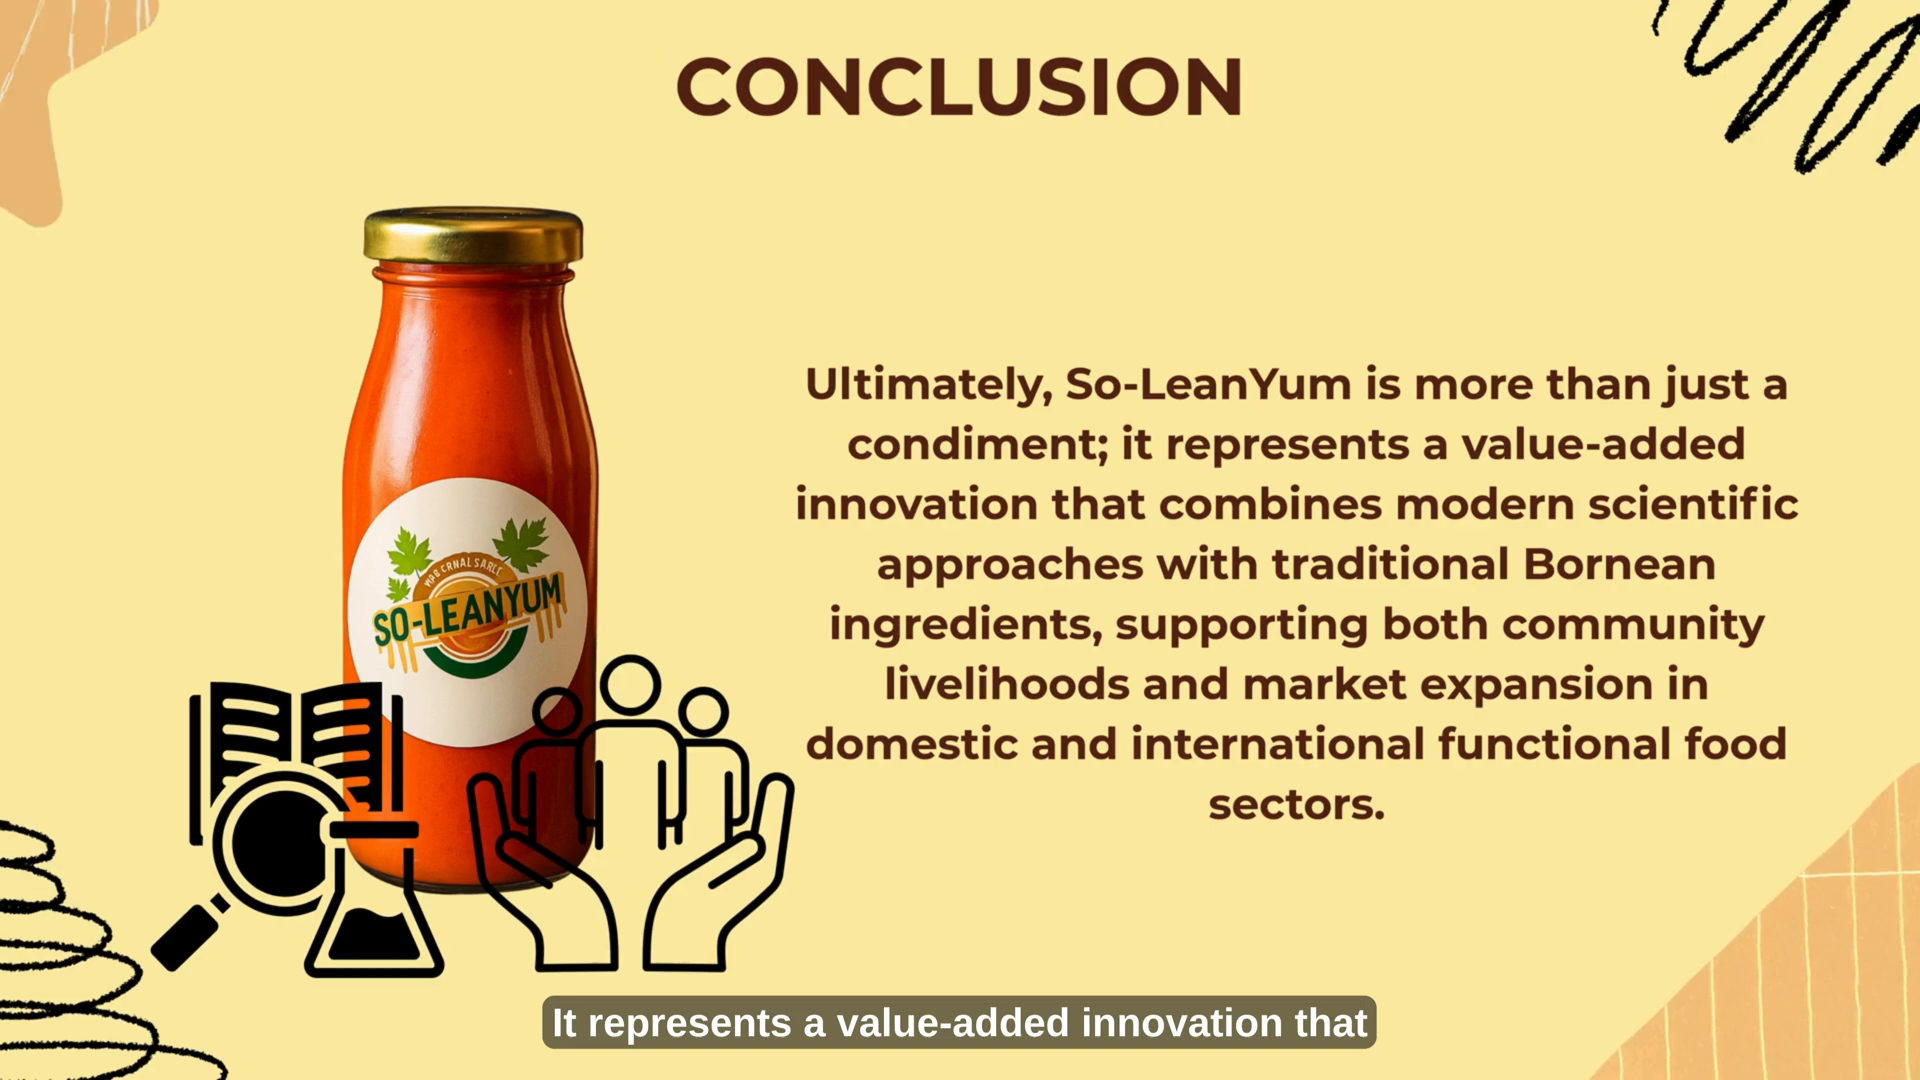 CONCLUSION
Ultimately, So-LeanYum is more than just a
condiment; it represents a value-added
innovation that combines modern scientific
approaches with traditional Bornean
ingredients, supporting both community
livelihoods and market expansion in
domestic and international functional food
sectors.
SO-LEANYUM
It represents a value-added innovation that